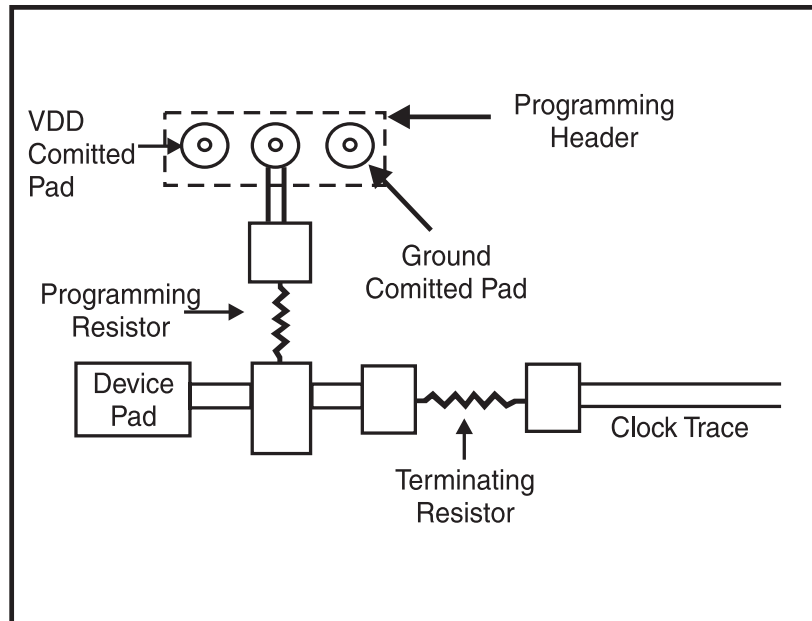 VDD
Comitted
Pad
Programming
Header
Ground
Comitted Pad
Programming
Resistor
Device
Pad
Clock Trace
Terminating
Resistor